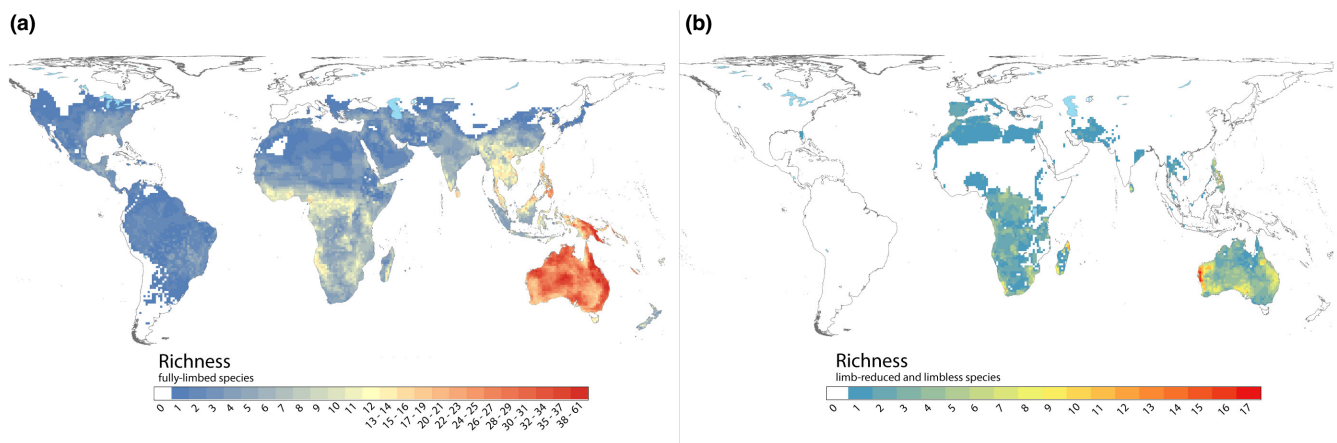 (a)
Richness
fully-limbed species
0 1 2 3 4 5 6 7 8 9 10 11 12 13 - 14 15 - 16 17 - 19 20 - 21 22 - 23 24 - 25 26 - 27 28 - 29 30 - 31 32 - 34 35 - 37 38 - 61
(b)
Richness
limb-reduced and limbless species
0 1 2 3 4 5 6 7 8 9 10 11 12 13 14 15 16 17